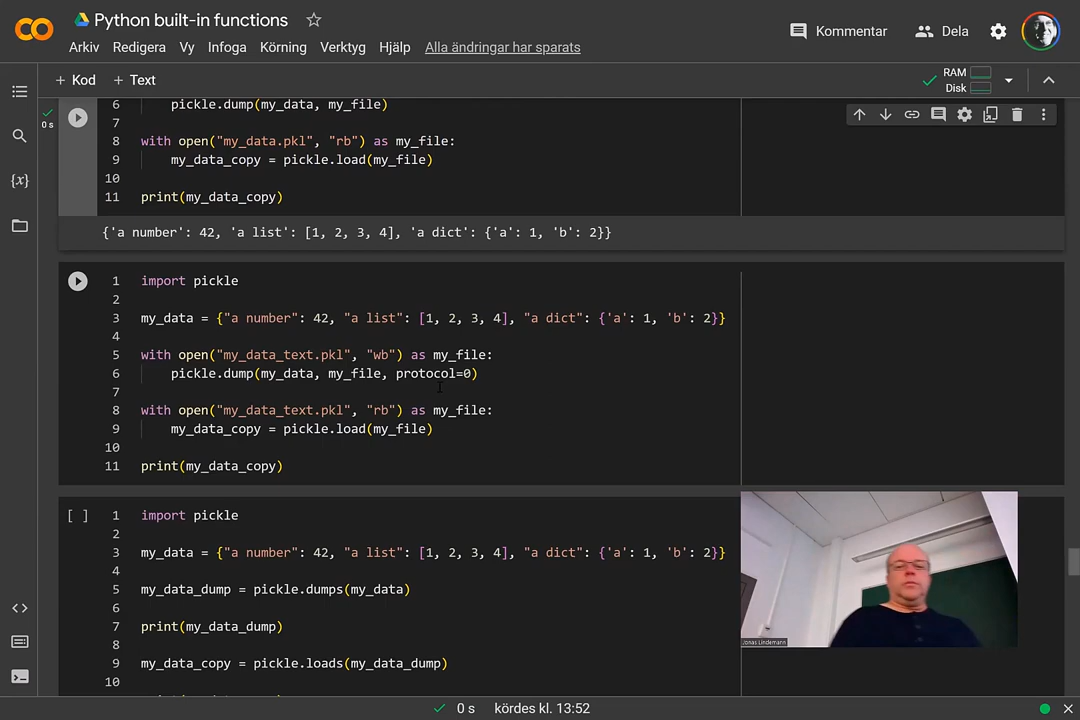 Python built-in functions
Kommentar
Dela
Arkiv Redigera Vy Infoga Körning Verktyg Hjälp Alla ändringar har sparats
+ Kod + Text
RAM
Disk
0 s
6 pickle.dump(my_data, my_file)
7
8 with open("my_data.pkl", "rb") as my_file:
9 my_data_copy = pickle.load(my_file)
10
11 print(my_data_copy)
{'a number': 42, 'a list': [1, 2, 3, 4], 'a dict': {'a': 1, 'b': 2}}
1 import pickle
2
3 my_data = {"a number": 42, "a list": [1, 2, 3, 4], "a dict": {'a': 1, 'b': 2}}
4
5 with open("my_data_text.pkl", "wb") as my_file:
6 pickle.dump(my_data, my_file, protocol=0)
7
8 with open("my_data_text.pkl", "rb") as my_file:
9 my_data_copy = pickle.load(my_file)
10
11 print(my_data_copy)
[ ] 1 import pickle
2
3 my_data = {"a number": 42, "a list": [1, 2, 3, 4], "a dict": {'a': 1, 'b': 2}}
4
5 my_data_dump = pickle.dumps(my_data)
6
7 print(my_data_dump)
8
9 my_data_copy = pickle.loads(my_data_dump)
10
Jonas Lindemann
0 s kördes kl. 13:52